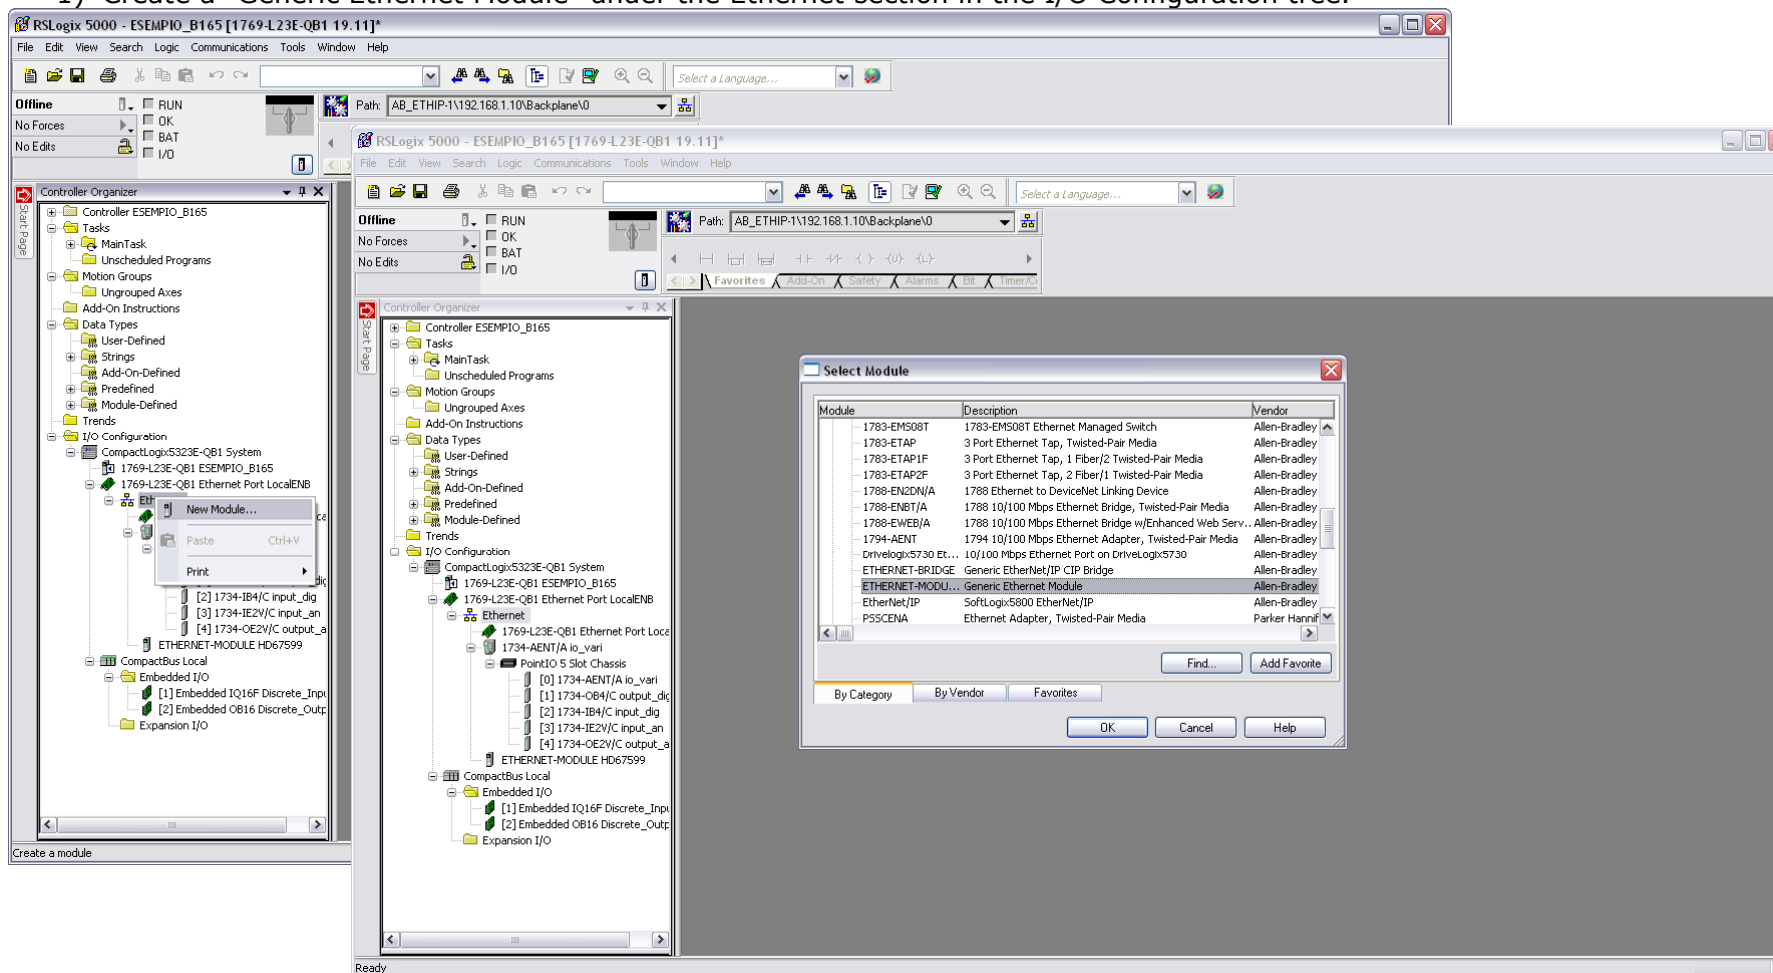 1) Create a "Generic Ethernet Module" under the Ethernet section in the I/O Configuration tree.
RSLogix 5000 - ESEMPIO_B165 [1769-L23E-QB1 19.11]*
File Edit View Search Logic Communications Tools Window Help
Select a Language...
Offline
RUN
No Forces
OK
No Edits
BAT
I/O
Path: AB_ETHIP-1\192.168.1.10\Backplane\0
Start Page
Controller Organizer
Controller ESEMPIO_B165
Tasks
MainTask
Unscheduled Programs
Motion Groups
Ungrouped Axes
Add-On Instructions
Data Types
User-Defined
Strings
Add-On-Defined
Predefined
Module-Defined
Trends
I/O Configuration
CompactLogix5323E-QB1 System
1769-L23E-QB1 ESEMPIO_B165
1769-L23E-QB1 Ethernet Port LocalENB
Eth
New Module...
Paste Ctrl+V
Print
[2] 1734-IB4/C input_dig
[3] 1734-IE2V/C input_an
[4] 1734-OE2V/C output_a
ETHERNET-MODULE HD67599
CompactBus Local
Embedded I/O
[1] Embedded IQ16F Discrete_Inpu
[2] Embedded OB16 Discrete_Outp
Expansion I/O
Create a module
RSLogix 5000 - ESEMPIO_B165 [1769-L23E-QB1 19.11]*
File Edit View Search Logic Communications Tools Window Help
Select a Language...
Offline
RUN
No Forces
OK
No Edits
BAT
I/O
Path: AB_ETHIP-1\192.168.1.10\Backplane\0
Favorites Add-On Safety Alarms Bit Timer/C
Start Page
Controller Organizer
Controller ESEMPIO_B165
Tasks
MainTask
Unscheduled Programs
Motion Groups
Ungrouped Axes
Add-On Instructions
Data Types
User-Defined
Strings
Add-On-Defined
Predefined
Module-Defined
Trends
I/O Configuration
CompactLogix5323E-QB1 System
1769-L23E-QB1 ESEMPIO_B165
1769-L23E-QB1 Ethernet Port LocalENB
Ethernet
1769-L23E-QB1 Ethernet Port Loca
1734-AENT/A io_vari
PointIO 5 Slot Chassis
[0] 1734-AENT/A io_vari
[1] 1734-OB4/C output_dig
[2] 1734-IB4/C input_dig
[3] 1734-IE2V/C input_an
[4] 1734-OE2V/C output_a
ETHERNET-MODULE HD67599
CompactBus Local
Embedded I/O
[1] Embedded IQ16F Discrete_Inpu
[2] Embedded OB16 Discrete_Outp
Expansion I/O
Ready
Select Module
Module Description Vendor
1783-EMS08T 1783-EMS08T Ethernet Managed Switch Allen-Bradley
1783-ETAP 3 Port Ethernet Tap, Twisted-Pair Media Allen-Bradley
1783-ETAP1F 3 Port Ethernet Tap, 1 Fiber/2 Twisted-Pair Media Allen-Bradley
1783-ETAP2F 3 Port Ethernet Tap, 2 Fiber/1 Twisted-Pair Media Allen-Bradley
1788-EN2DN/A 1788 Ethernet to DeviceNet Linking Device Allen-Bradley
1788-ENBT/A 1788 10/100 Mbps Ethernet Bridge, Twisted-Pair Media Allen-Bradley
1788-EWEB/A 1788 10/100 Mbps Ethernet Bridge w/Enhanced Web Serv... Allen-Bradley
1794-AENT 1794 10/100 Mbps Ethernet Adapter, Twisted-Pair Media Allen-Bradley
Drivelogix5730 Et... 10/100 Mbps Ethernet Port on DriveLogix5730 Allen-Bradley
ETHERNET-BRIDGE Generic EtherNet/IP CIP Bridge Allen-Bradley
ETHERNET-MODU... Generic Ethernet Module Allen-Bradley
EtherNet/IP SoftLogix5800 EtherNet/IP Allen-Bradley
PSSCENA Ethernet Adapter, Twisted-Pair Media Parker Hannif
Find... Add Favorite
By Category By Vendor Favorites
OK Cancel Help